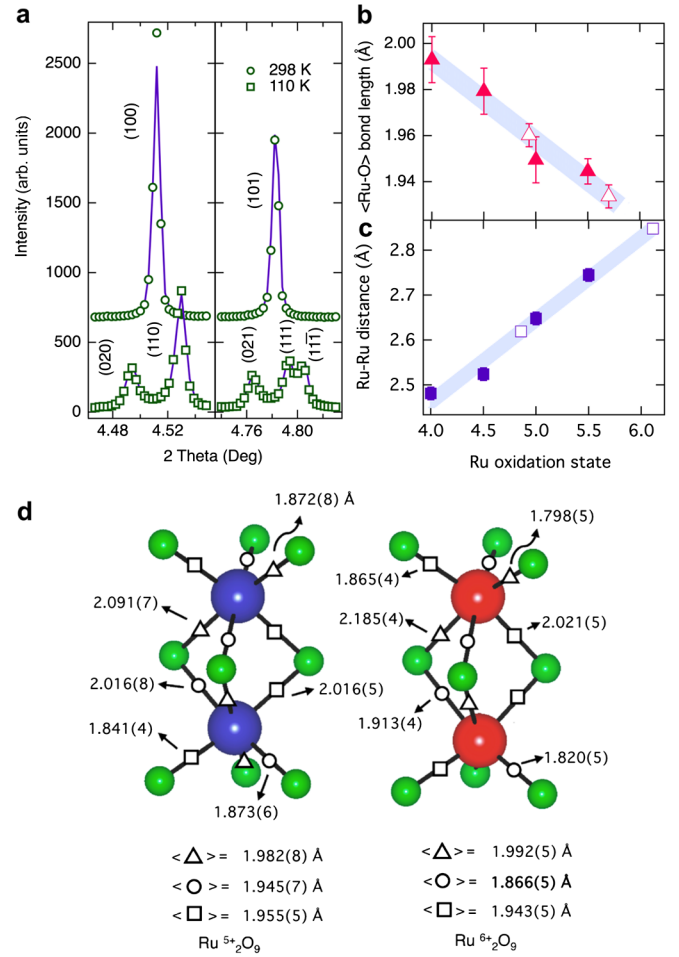 a
Intensity (arb. units)
2500
2000
1500
1000
500
0
(100)
(020)
(110)
4.48
4.52
298 K
110 K
(101)
(021)
(111)
(11̄1)
4.76
4.80
2 Theta (Deg)
b
<Ru-O> bond length (Å)
2.00
1.98
1.96
1.94
c
Ru-Ru distance (Å)
2.8
2.7
2.6
2.5
4.0
4.5
5.0
5.5
6.0
Ru oxidation state
d
1.872(8) Å
2.091(7)
2.016(8)
2.016(5)
1.841(4)
1.873(6)
< △ > = 1.982(8) Å
< ○ > = 1.945(7) Å
< □ > = 1.955(5) Å
Ru ⁵⁺₂O₉
1.798(5)
1.865(4)
2.185(4)
2.021(5)
1.913(4)
1.820(5)
< △ > = 1.992(5) Å
< ○ > = 1.866(5) Å
< □ > = 1.943(5) Å
Ru ⁶⁺₂O₉